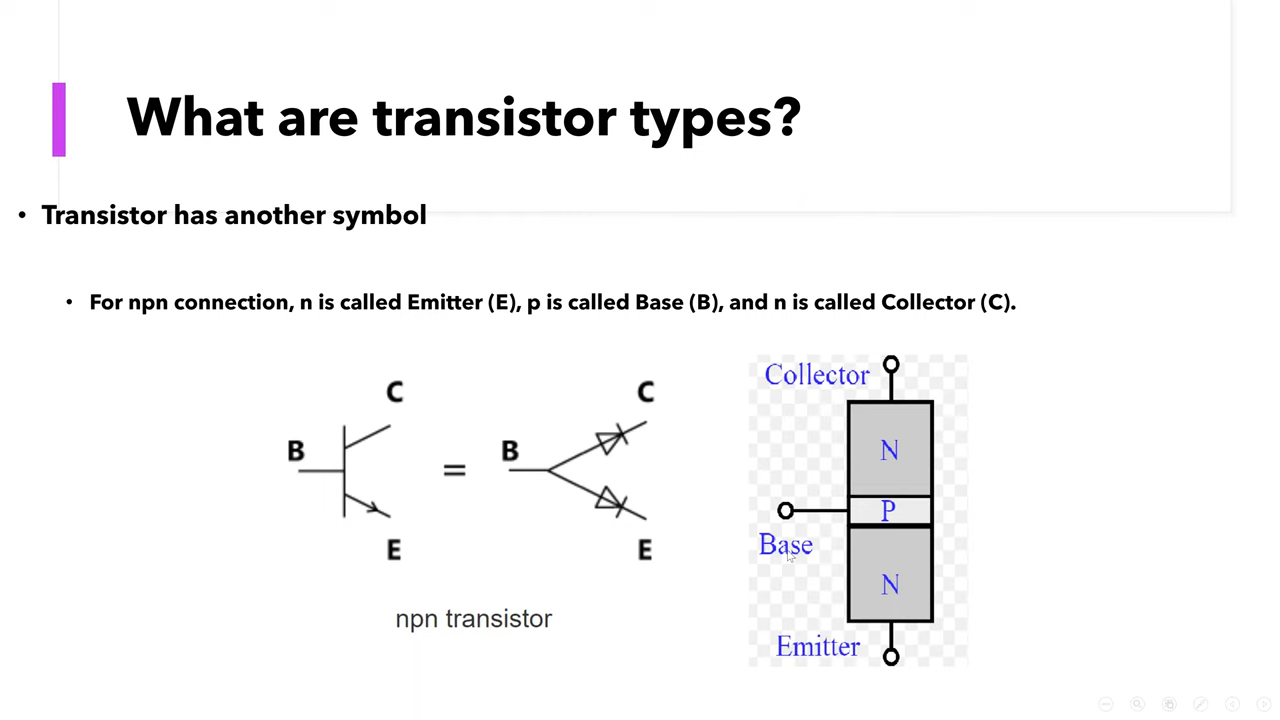 What are transistor types?
• Transistor has another symbol
• For npn connection, n is called Emitter (E), p is called Base (B), and n is called Collector (C).
C
B
E
=
C
B
E
npn transistor
Collector
N
P
Base
N
Emitter